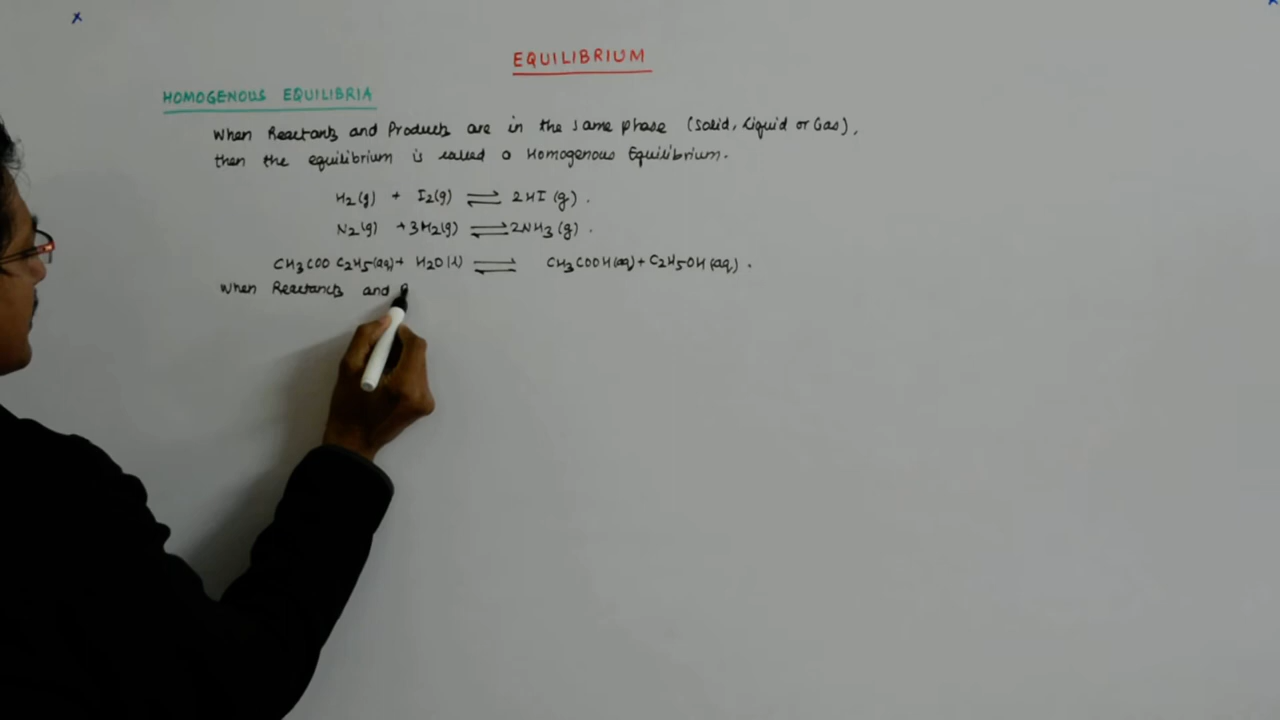 EQUILIBRIUM
HOMOGENOUS EQUILIBRIA
When Reactants and Products are in the same phase (Solid, Liquid or Gas),
then the equilibrium is called a Homogenous Equilibrium.
H2(g) + I2(g) ⇌ 2HI (g) .
N2(g) + 3H2(g) ⇌ 2NH3(g) .
CH3COO C2H5(aq) + H2O(l) ⇌ CH3COOH(aq) + C2H5OH(aq) .
When Reactants and